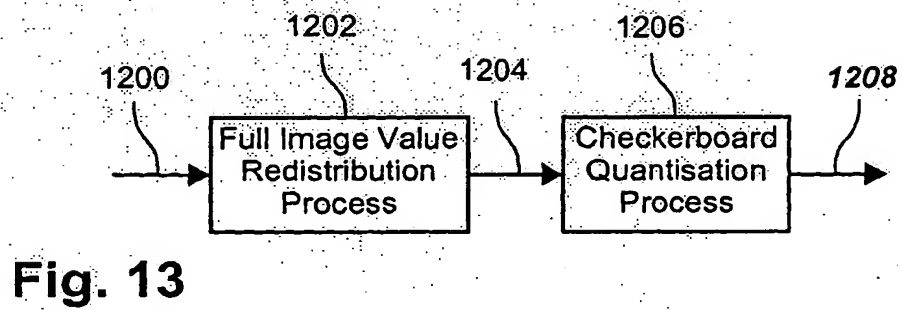 1202
1206
1200
1204
1208
Full Image Value
Redistribution
Process
Checkerboard
Quantisation
Process
Fig. 13